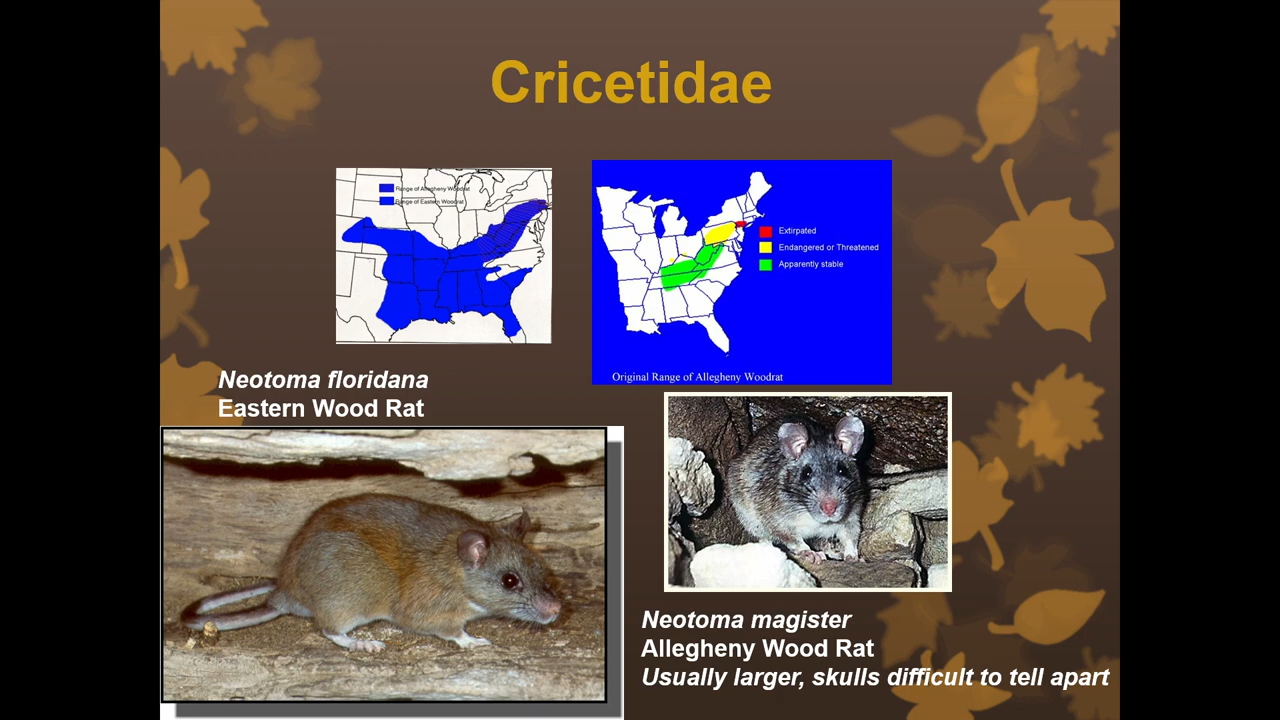 Cricetidae
Range of Allegheny Woodrat
Range of Eastern Woodrat
Extirpated
Endangered or Threatened
Apparently stable
Original Range of Allegheny Woodrat
Neotoma floridana
Eastern Wood Rat
Neotoma magister
Allegheny Wood Rat
Usually larger, skulls difficult to tell apart